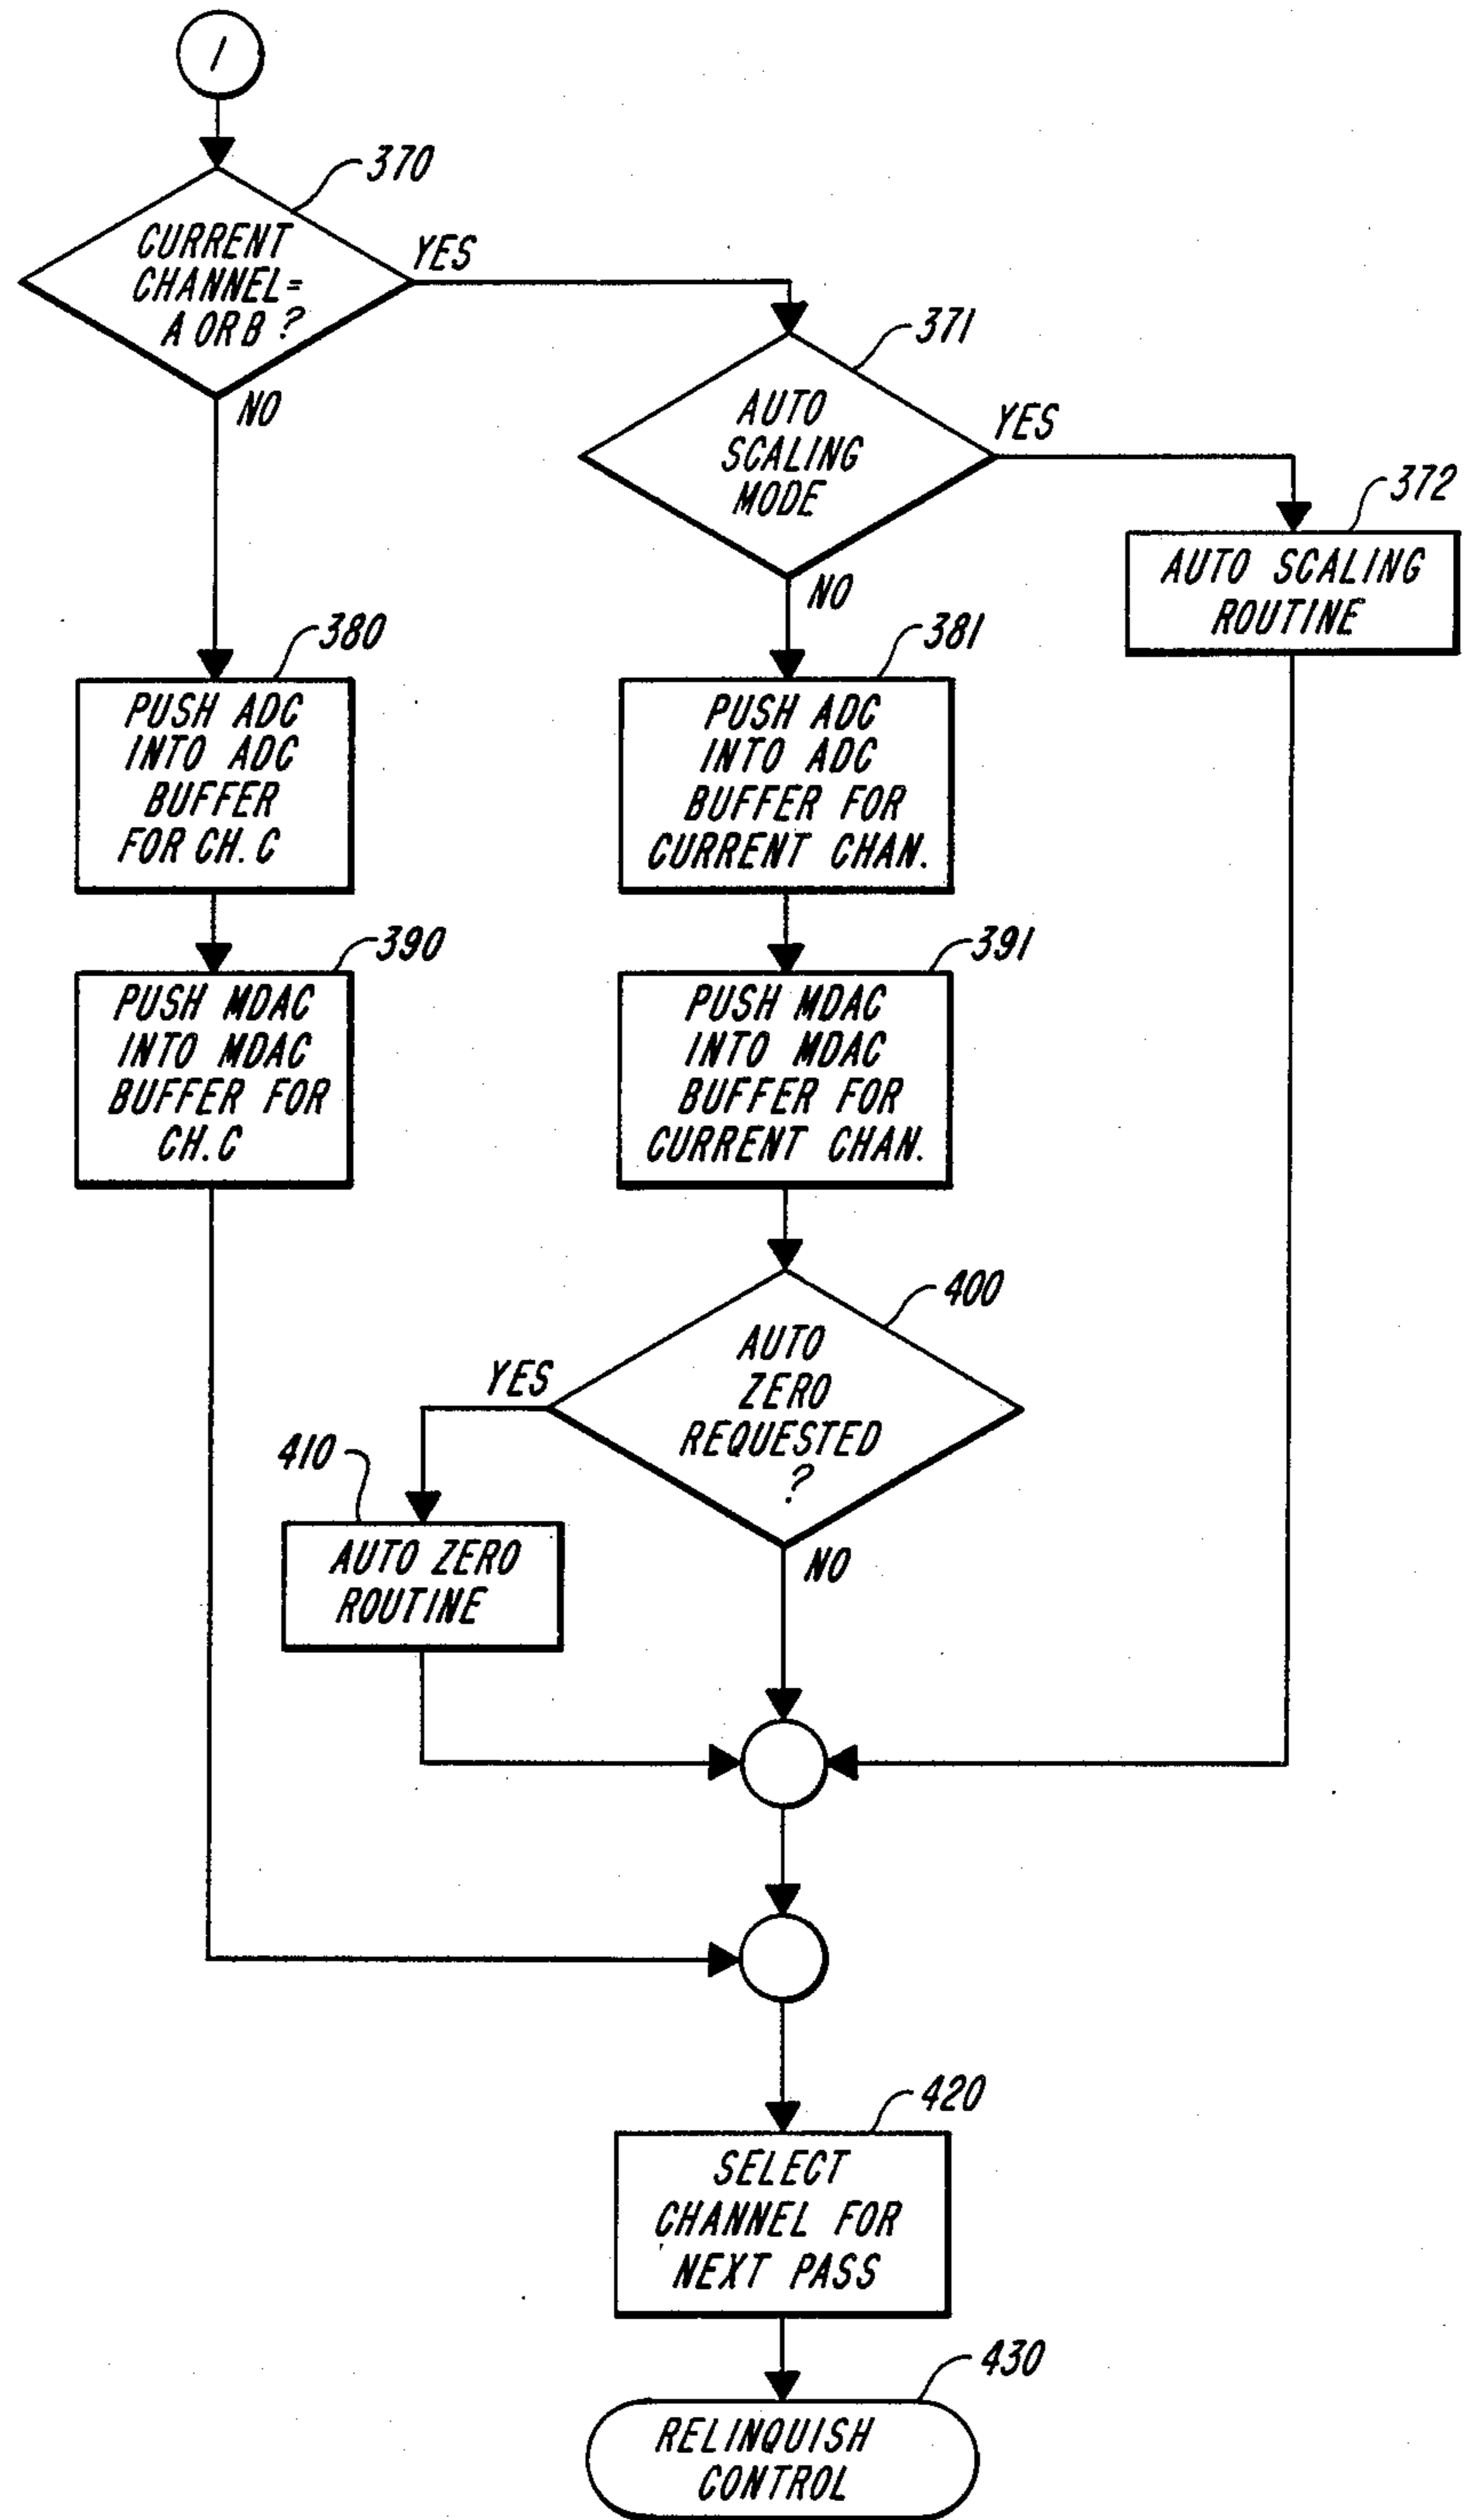 1
370
CURRENT
CHANNEL=
A OR B ?
YES
NO
371
AUTO
SCALING
MODE
YES
NO
372
AUTO SCALING
ROUTINE
380
PUSH ADC
INTO ADC
BUFFER
FOR CH. C
381
PUSH ADC
INTO ADC
BUFFER FOR
CURRENT CHAN.
390
PUSH MDAC
INTO MDAC
BUFFER FOR
CH. C
391
PUSH MDAC
INTO MDAC
BUFFER FOR
CURRENT CHAN.
400
AUTO
ZERO
REQUESTED
?
YES
NO
410
AUTO ZERO
ROUTINE
420
SELECT
CHANNEL FOR
NEXT PASS
430
RELINQUISH
CONTROL